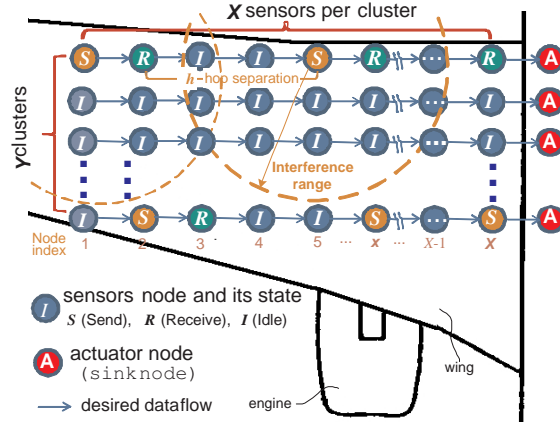 X sensors per cluster
S R I I S R ... R A
h-hop separation
I I I I I I ... I A
Y clusters
I I I I I I ... I A
Interference
range
I S R I I S ... S A
Node
index
1 2 3 4 5 ... x ... X-1 X
I sensors node and its state
S (Send), R (Receive), I (Idle)
A actuator node
(sinknode)
wing
desired dataflow
engine